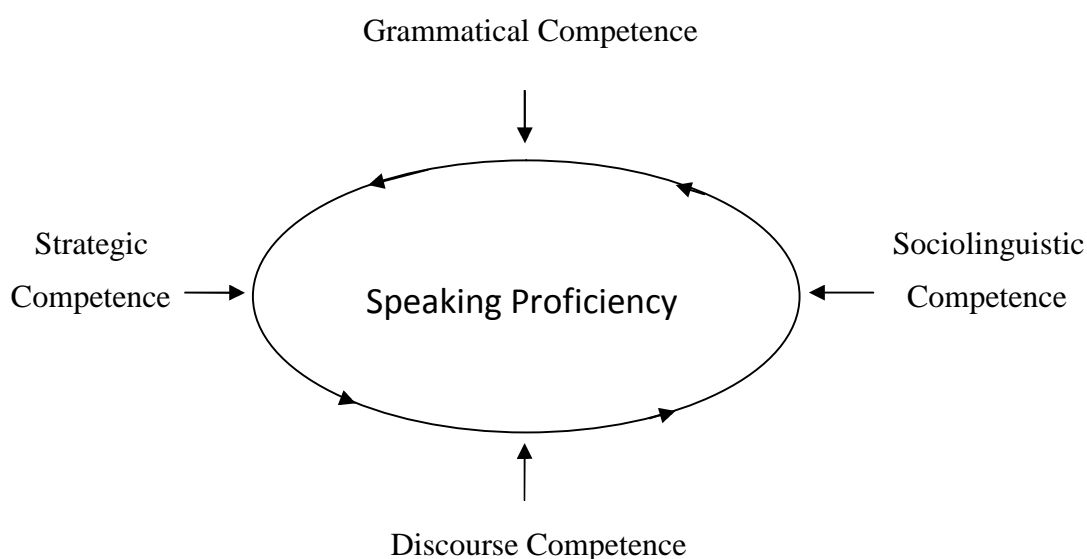 Grammatical Competence
Strategic
Competence
Speaking Proficiency
Sociolinguistic
Competence
Discourse Competence